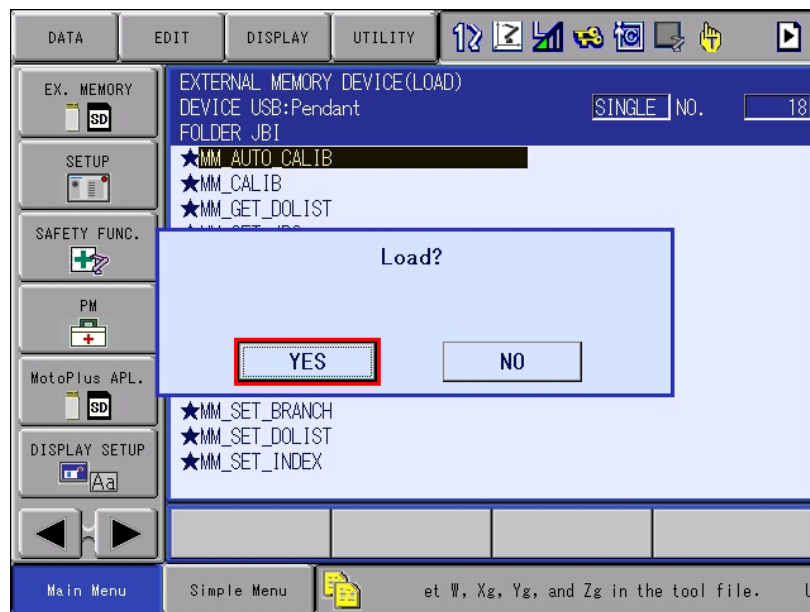 DATA
EDIT
DISPLAY
UTILITY
EX. MEMORY
SD
SETUP
SAFETY FUNC.
PM
MotoPlus APL.
SD
DISPLAY SETUP
Aa
EXTERNAL MEMORY DEVICE(LOAD)
DEVICE USB:Pendant
SINGLE NO. 18
FOLDER JBI
★MM_AUTO_CALIB
★MM_CALIB
★MM_GET_DOLIST
Load?
YES
NO
★MM_SET_BRANCH
★MM_SET_DOLIST
★MM_SET_INDEX
Main Menu
Simple Menu
et W, Xg, Yg, and Zg in the tool file.